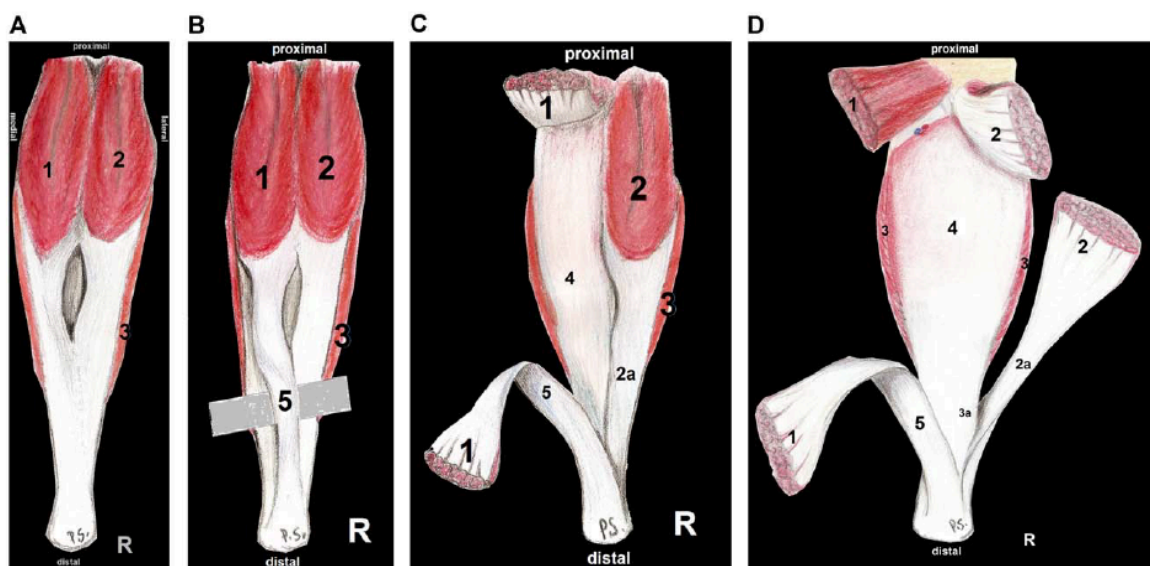 A
proximal
medial
lateral
1
2
3
P.S.
R
distal
B
proximal
1
2
3
5
P.S.
R
distal
C
proximal
1
2
4
3
2a
5
1
P.S.
R
distal
D
proximal
1
2
3
4
3
2
2a
3a
5
1
P.S.
R
distal